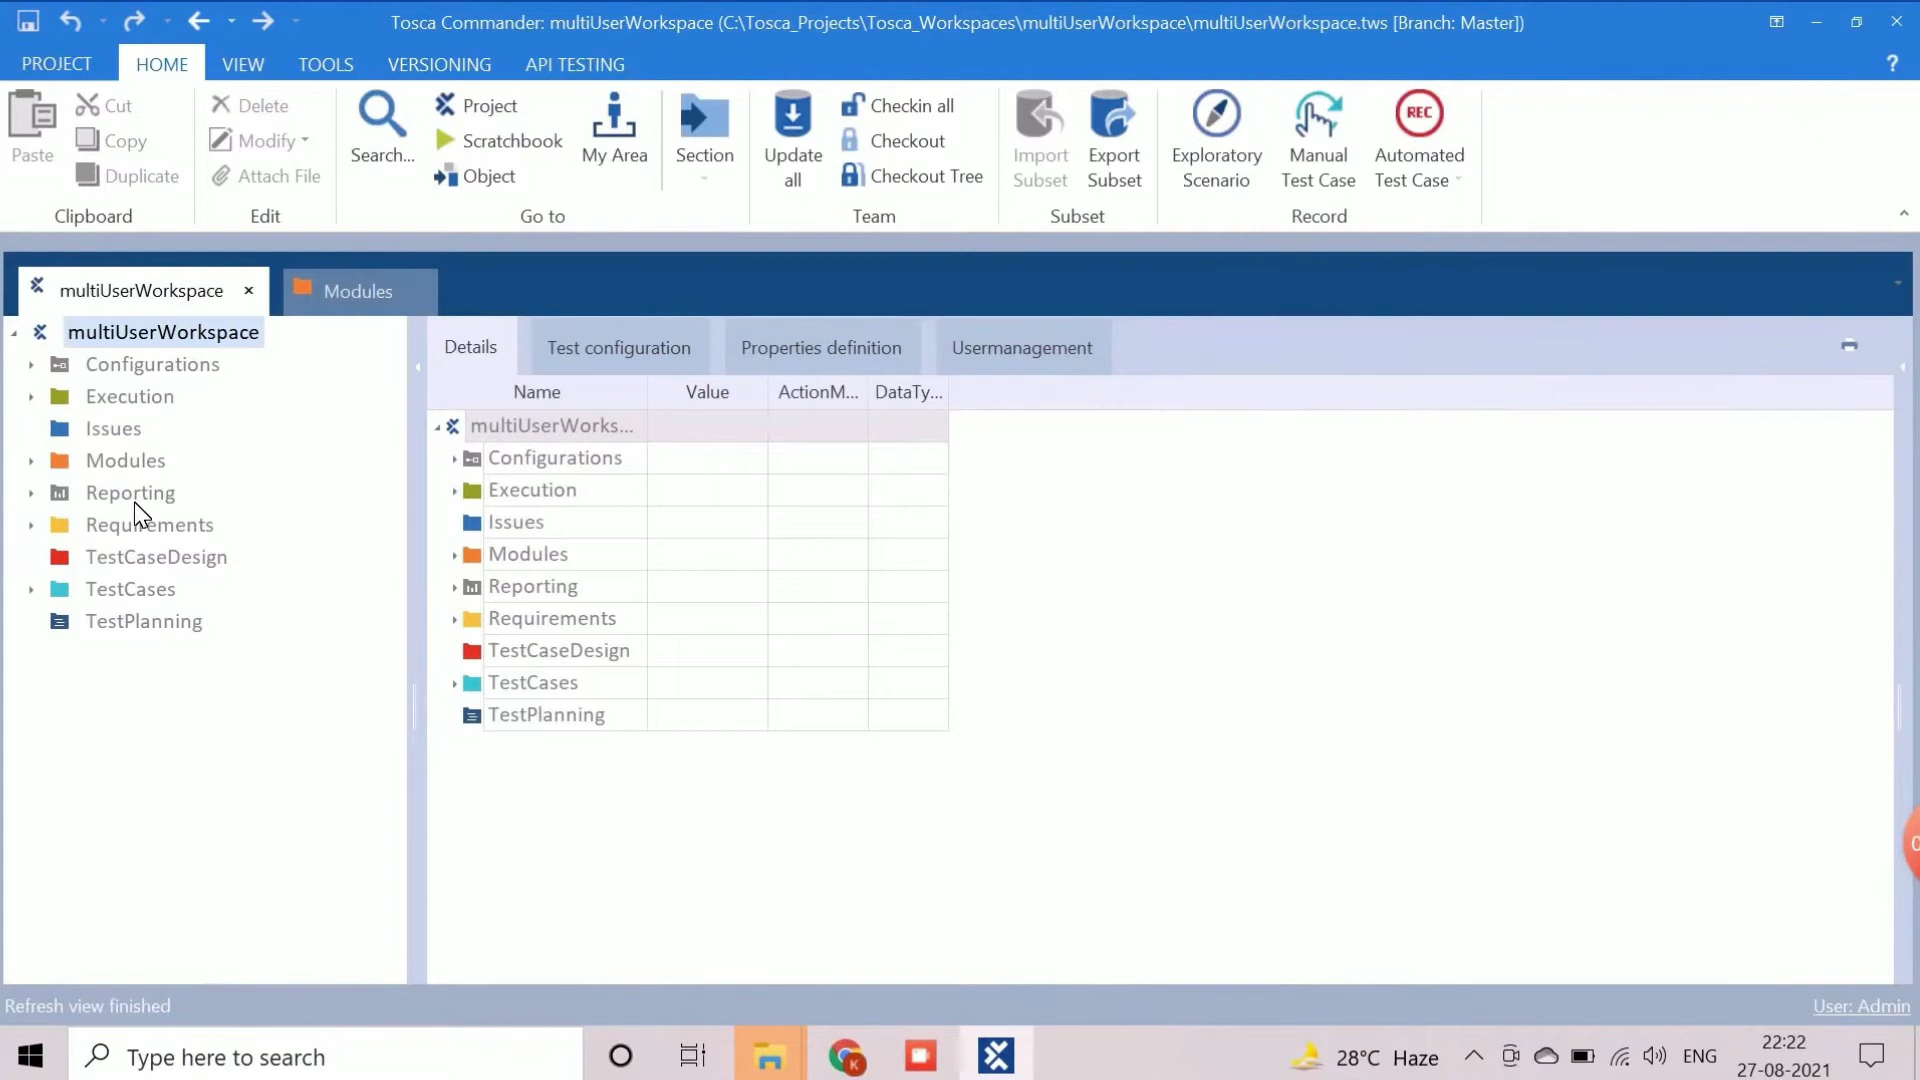 Tosca Commander: multiUserWorkspace (C:\Tosca_Projects\Tosca_Workspaces\multiUserWorkspace\multiUserWorkspace.tws [Branch: Master])
PROJECT HOME VIEW TOOLS VERSIONING API TESTING ?
Paste
Cut
Copy
Duplicate
Clipboard
Delete
Modify
Attach File
Edit
Search...
Project
Scratchbook
Object
My Area
Section
Go to
Update all
Checkin all
Checkout
Checkout Tree
Team
Import Subset
Export Subset
Subset
Exploratory Scenario
Manual Test Case
REC
Automated Test Case
Record
multiUserWorkspace × Modules
multiUserWorkspace
Configurations
Execution
Issues
Modules
Reporting
Requirements
TestCaseDesign
TestCases
TestPlanning
Details Test configuration Properties definition Usermanagement
Name Value ActionM... DataTy...
multiUserWorks...
Configurations
Execution
Issues
Modules
Reporting
Requirements
TestCaseDesign
TestCases
TestPlanning
Refresh view finished User: Admin
Type here to search
K
28°C Haze ENG
22:22
27-08-2021